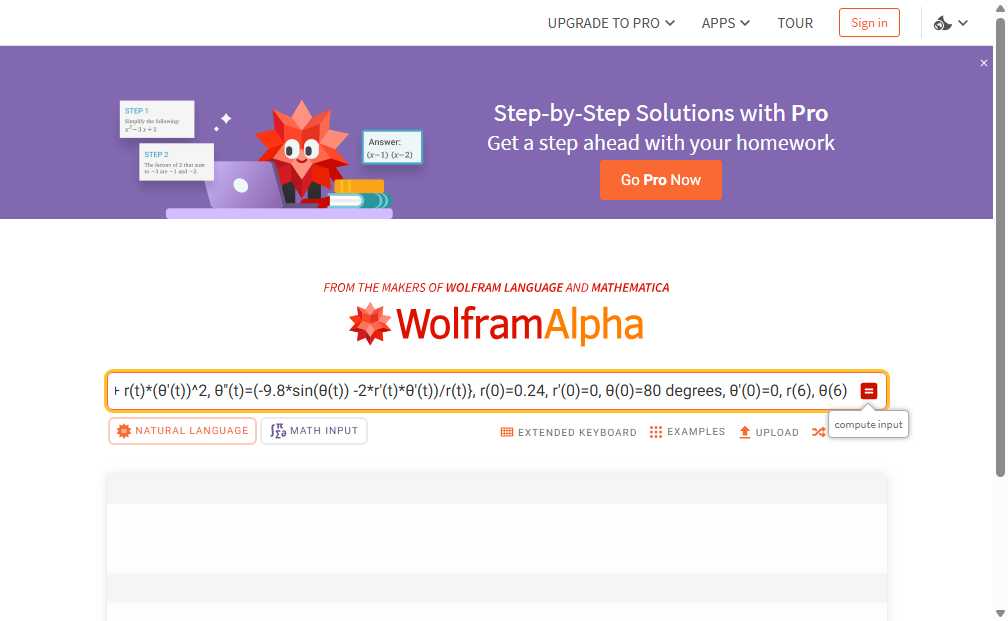 UPGRADE TO PRO
APPS
TOUR
Sign in
×
STEP 1
Simplify the following:
x²− 3 x + 2
STEP 2
The factors of 2 that sum
to −3 are −1 and −2.
Answer:
(x−1) (x−2)
Step-by-Step Solutions with Pro
Get a step ahead with your homework
Go Pro Now
FROM THE MAKERS OF WOLFRAM LANGUAGE AND MATHEMATICA
WolframAlpha
+ r(t)*(θ'(t))^2, θ"(t)=(-9.8*sin(θ(t)) -2*r'(t)*θ'(t))/r(t)}, r(0)=0.24, r'(0)=0, θ(0)=80 degrees, θ'(0)=0, r(6), θ(6)
NATURAL LANGUAGE
MATH INPUT
EXTENDED KEYBOARD
EXAMPLES
UPLOAD
compute input